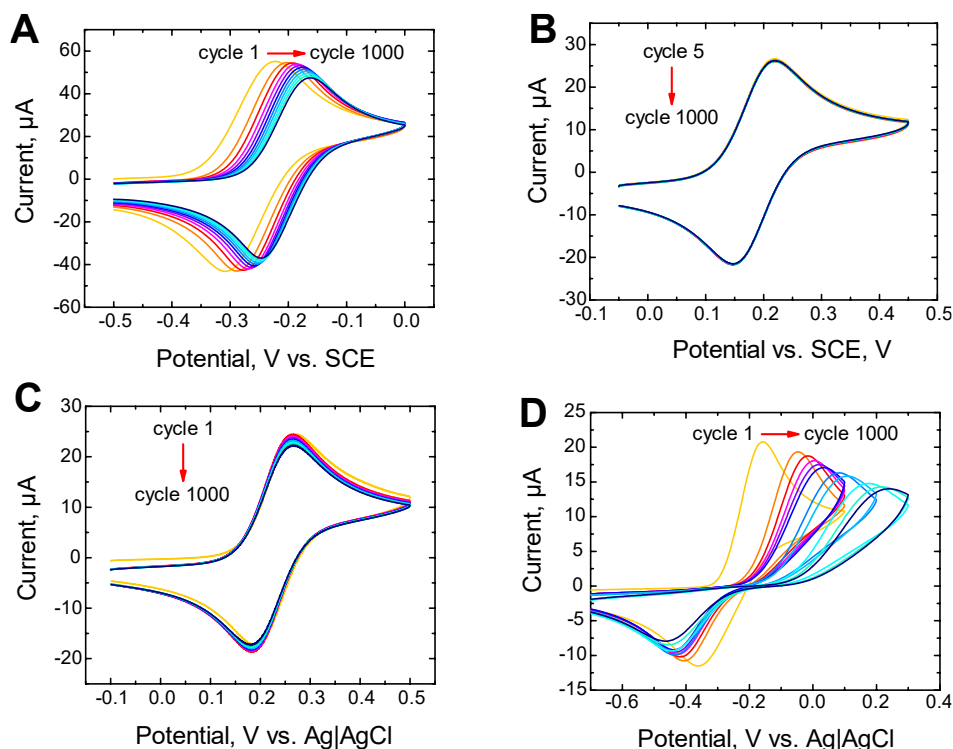 A
cycle 1 cycle 1000
60
40
20
0
-20
-40
-60
Current, µA
-0.5 -0.4 -0.3 -0.2 -0.1 0.0
Potential, V vs. SCE
B
cycle 5
cycle 1000
30
20
10
0
-10
-20
-30
Current, µA
-0.1 0.0 0.1 0.2 0.3 0.4 0.5
Potential vs. SCE, V
C
cycle 1
cycle 1000
30
20
10
0
-10
-20
Current, µA
-0.1 0.0 0.1 0.2 0.3 0.4 0.5
Potential, V vs. Ag|AgCl
D
cycle 1 cycle 1000
25
20
15
10
5
0
-5
-10
-15
Current, µA
-0.6 -0.4 -0.2 0.0 0.2 0.4
Potential, V vs. Ag|AgCl